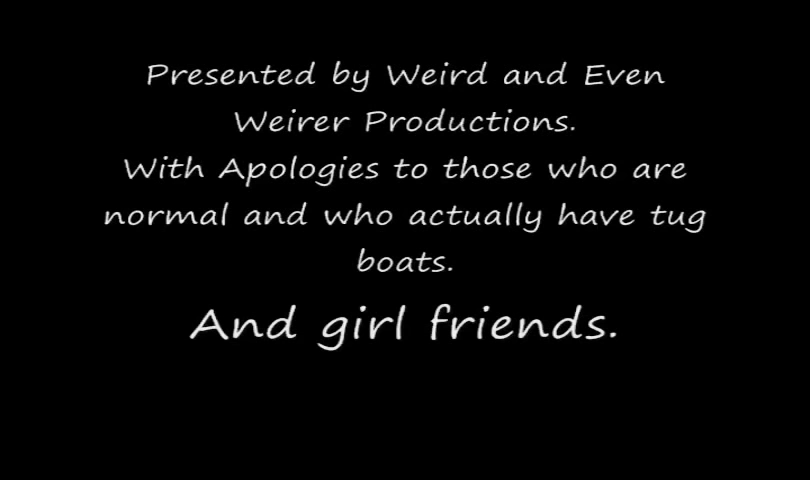 Presented by Weird and Even
Weirer Productions.
With Apologies to those who are
normal and who actually have tug
boats.
And girl friends.